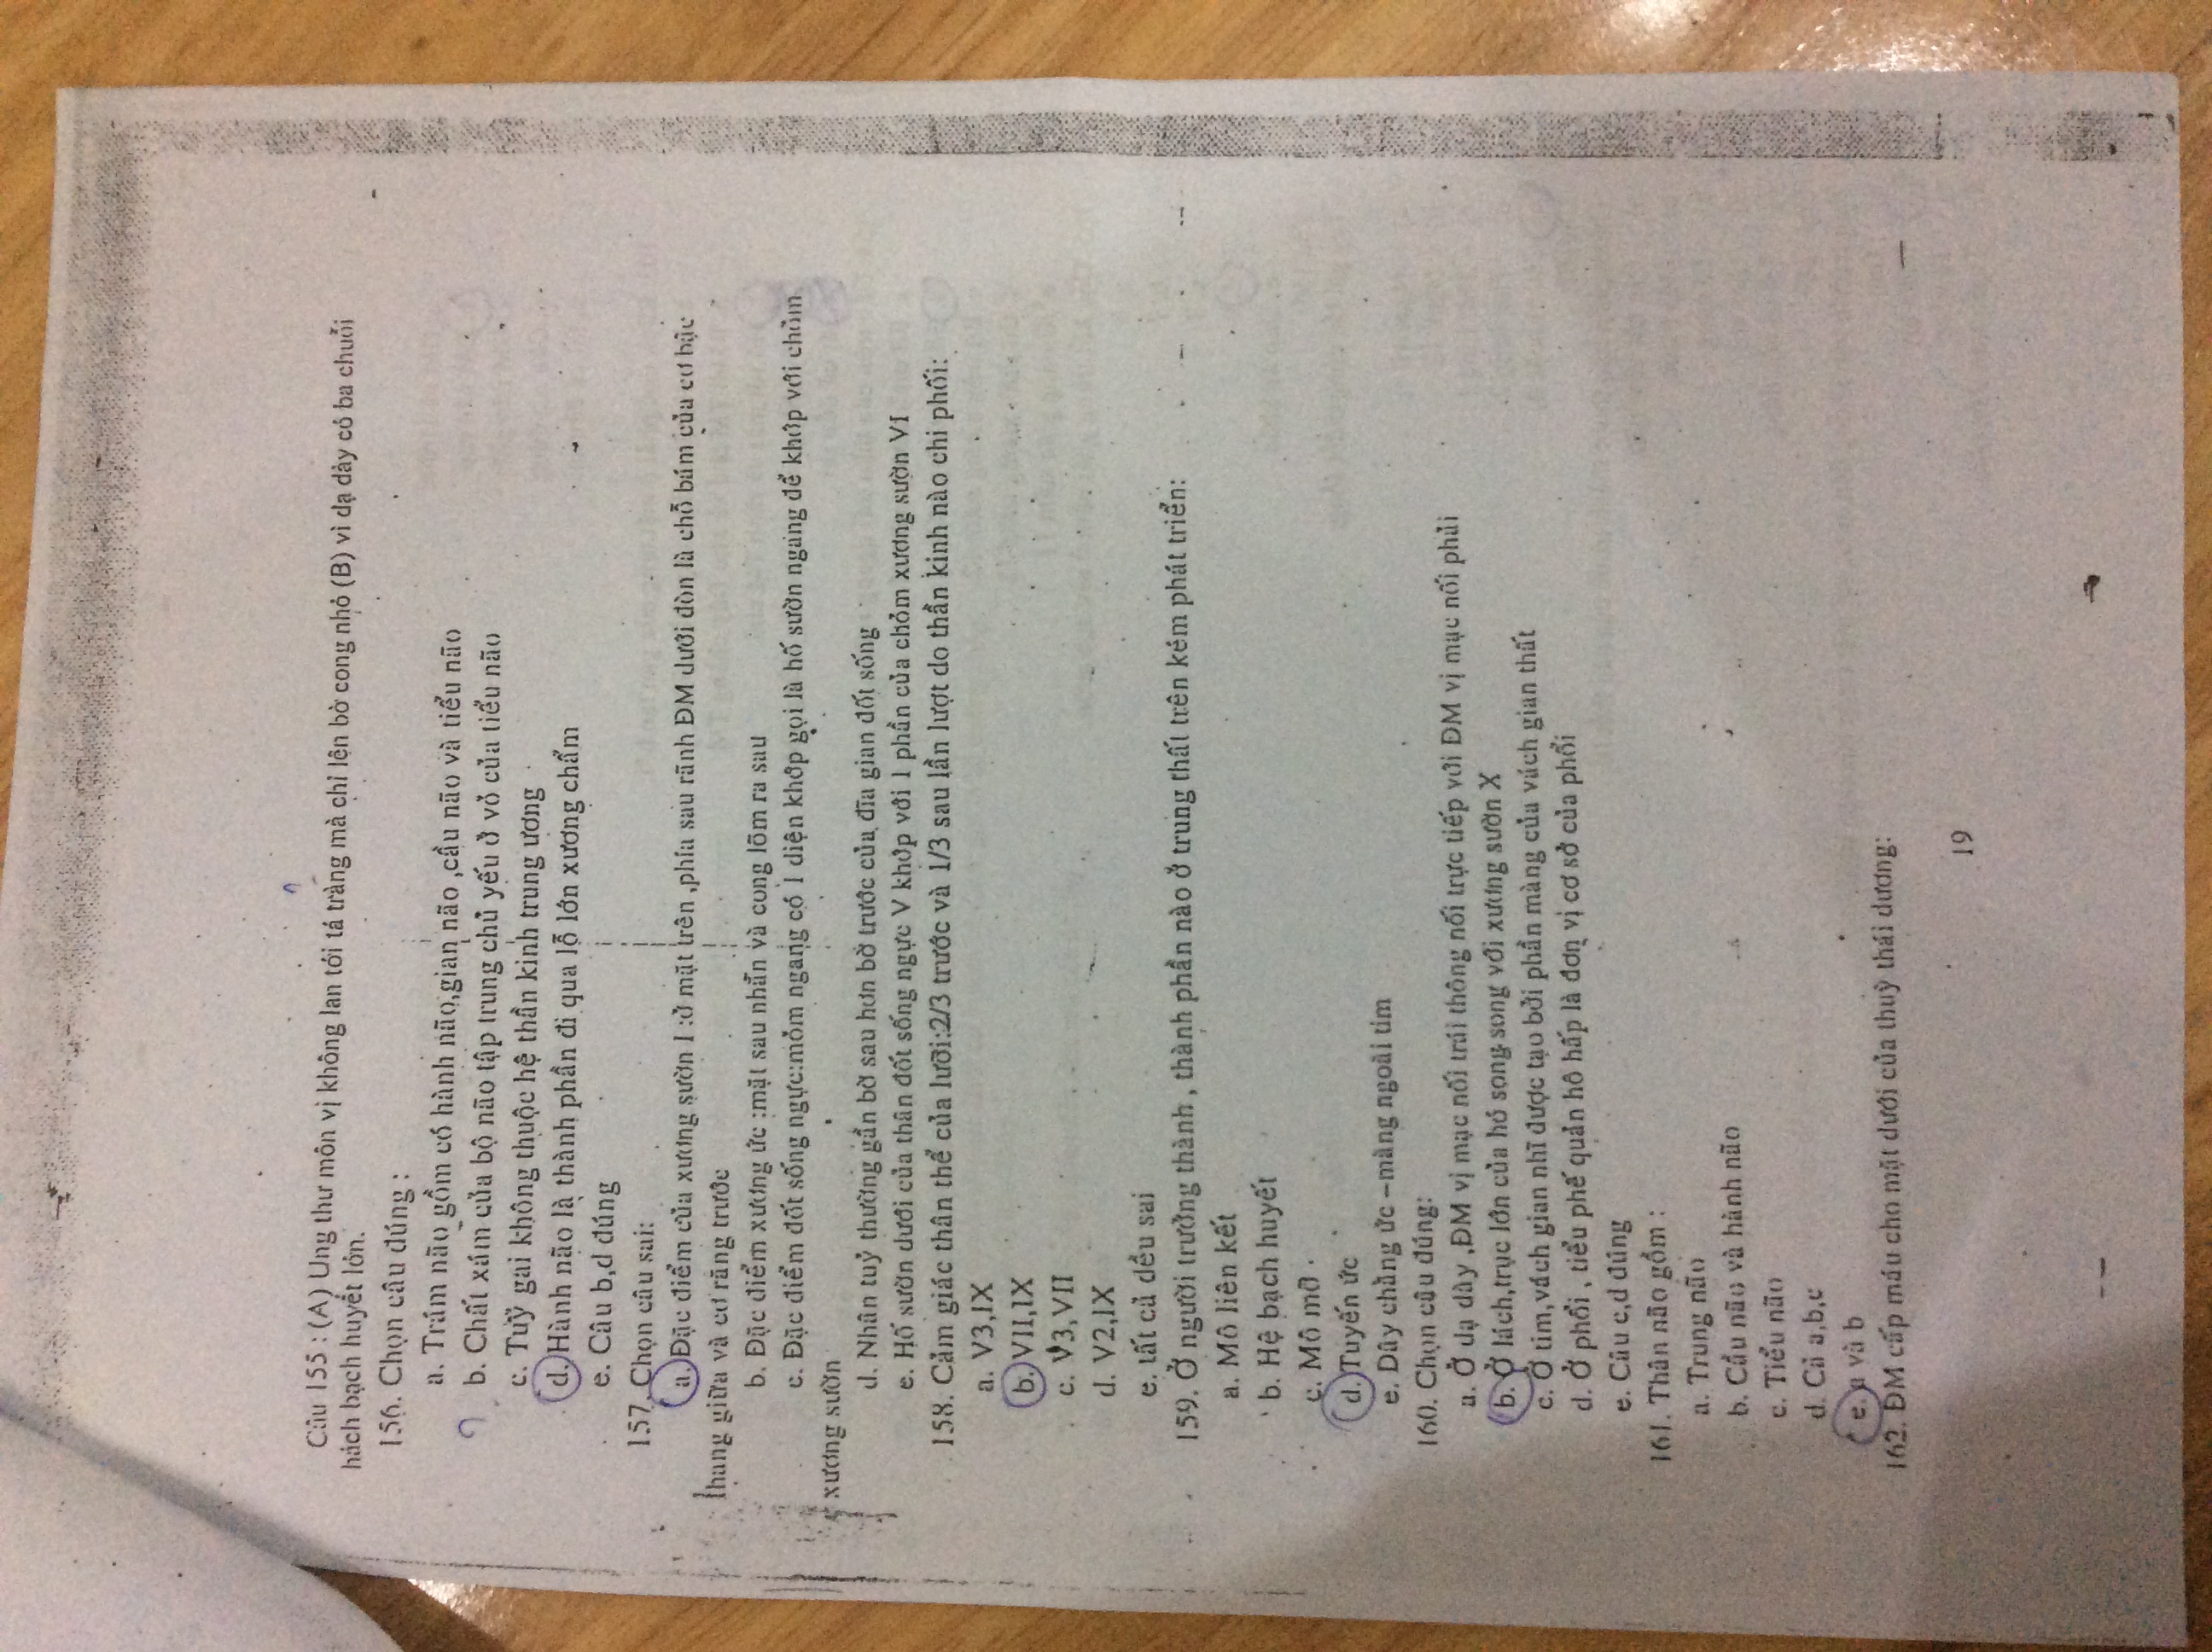 Câu 155 : (A) Ung thư môn vị không lan tới tá tràng mà chỉ lên bờ cong nhỏ (B) vì dạ dày có ba chuỗi
hách bạch huyết lớn.
156. Chọn câu đúng :
a. Trám não gồm có hành não,gian não ,cầu não và tiểu não
b. Chất xám của bộ não tập trung chủ yếu ở vỏ của tiểu não
c. Tuỷ gai không thuộc hệ thần kinh trung ương
d. Hành não là thành phần đi qua lỗ lớn xương chẩm
e. Câu b,d đúng
157. Chọn câu sai:
a. Đặc điểm của xương sườn I :ở mặt trên ,phía sau rãnh ĐM dưới đòn là chỗ bám của cơ bậc
thang giữa và cơ răng trước
b. Đặc điểm xương ức :mặt sau nhẵn và cong lõm ra sau
c. Đặc điểm đốt sống ngực:mỏm ngang có 1 diện khớp gọi là hố sườn ngang để khớp với chỏm
xương sườn
d. Nhân tuỷ thường gần bờ sau hơn bờ trước của đĩa gian đốt sống
e. Hố sườn dưới của thân đốt sống ngực V khớp với 1 phần của chỏm xương sườn VI
158. Cảm giác thân thể của lưỡi:2/3 trước và 1/3 sau lần lượt do thần kinh nào chi phối:
a. V3,IX
b. VII,IX
c. V3,VII
d. V2,IX
e. tất cả đều sai
159. Ở người trưởng thành , thành phần nào ở trung thất trên kém phát triển:
a. Mô liên kết
b. Hệ bạch huyết
c. Mô mỡ
d. Tuyến ức
e. Dây chằng ức –màng ngoài tim
160. Chọn câu đúng:
a. Ở dạ dày ,ĐM vị mạc nối trái thông nối trực tiếp với ĐM vị mạc nối phải
b. Ở lách,trục lớn của hó song song với xương sườn X
c. Ở tim,vách gian nhĩ được tạo bởi phần màng của vách gian thất
d. Ở phổi , tiểu phế quản hô hấp là đơn vị cơ sở của phổi
e. Câu c,d đúng
161. Thân não gồm :
a. Trung não
b. Cầu não và hành não
c. Tiểu não
d. Cả a,b,c
e. a và b
162. ĐM cấp máu cho mặt dưới của thuỳ thái dương:
19